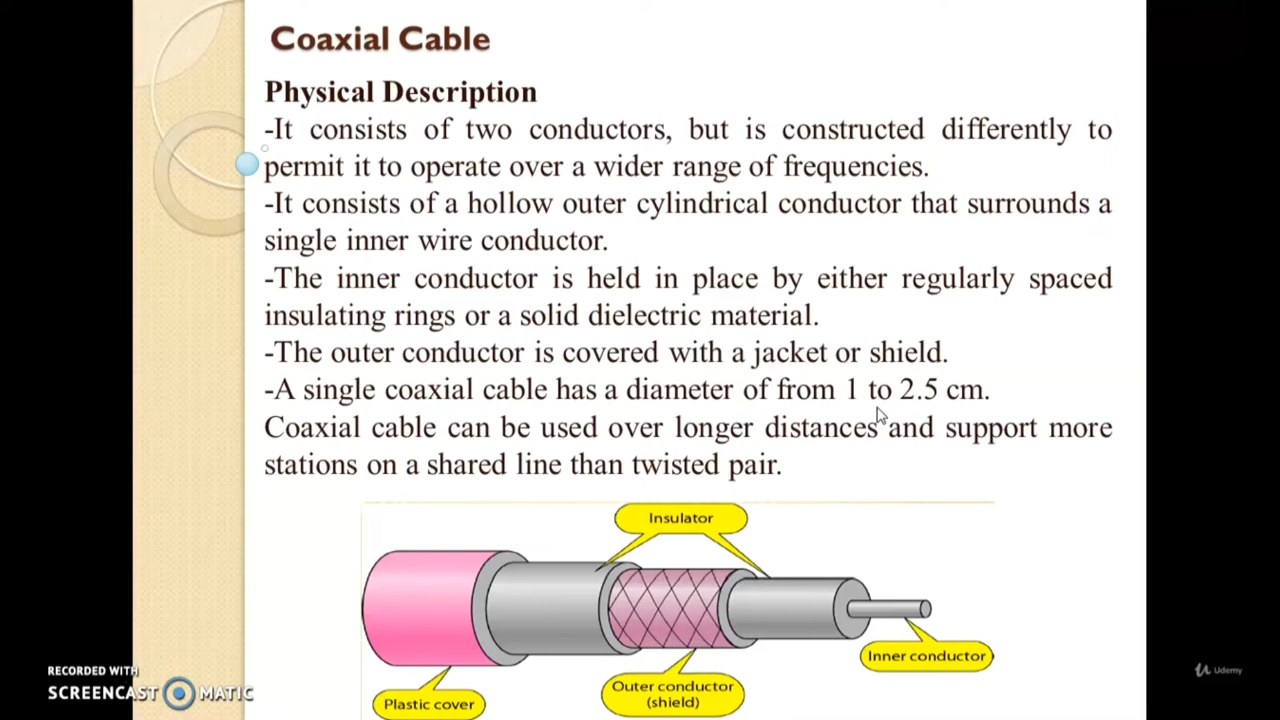 Coaxial Cable
Physical Description
-It consists of two conductors, but is constructed differently to
permit it to operate over a wider range of frequencies.
-It consists of a hollow outer cylindrical conductor that surrounds a
single inner wire conductor.
-The inner conductor is held in place by either regularly spaced
insulating rings or a solid dielectric material.
-The outer conductor is covered with a jacket or shield.
-A single coaxial cable has a diameter of from 1 to 2.5 cm.
Coaxial cable can be used over longer distances and support more
stations on a shared line than twisted pair.
Insulator
Inner conductor
Outer conductor
(shield)
Plastic cover
RECORDED WITH
SCREENCAST MATIC
Udemy